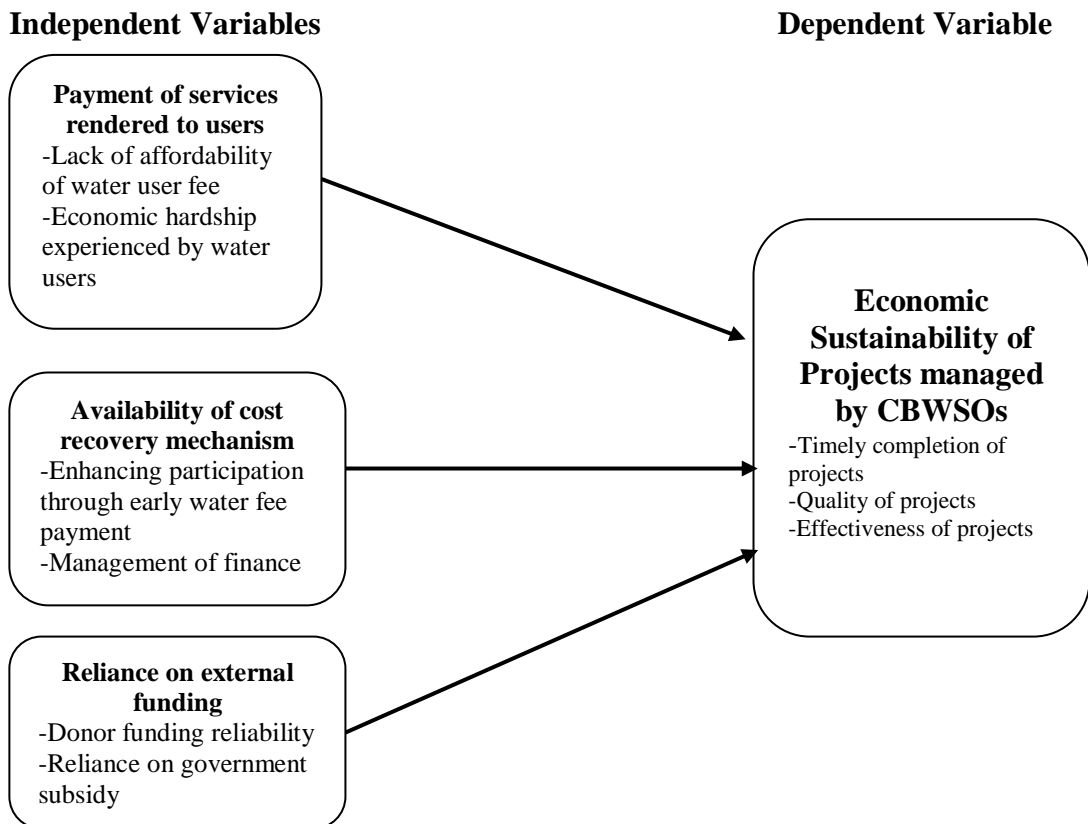 Independent Variables
Dependent Variable
Payment of services
rendered to users
-Lack of affordability
of water user fee
-Economic hardship
experienced by water
users
Availability of cost
recovery mechanism
-Enhancing participation
through early water fee
payment
-Management of finance
Reliance on external
funding
-Donor funding reliability
-Reliance on government
subsidy
Economic
Sustainability of
Projects managed
by CBWSOs
-Timely completion of
projects
-Quality of projects
-Effectiveness of projects